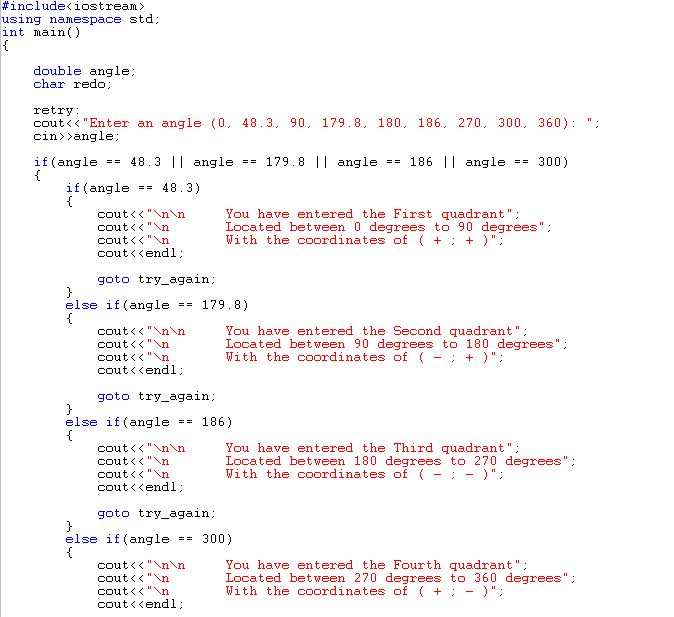 #include<iostream>
using namespace std;
int main()
{
double angle;
char redo;
retry:
cout<<"Enter an angle (0, 48.3, 90, 179.8, 180, 186, 270, 300, 360): ";
cin>>angle;
if(angle == 48.3 || angle == 179.8 || angle == 186 || angle == 300)
{
if(angle == 48.3)
{
cout<<"\n\n     You have entered the First quadrant";
cout<<"\n       Located between 0 degrees to 90 degrees";
cout<<"\n       With the coordinates of ( + ; + )";
cout<<endl;
goto try_again;
}
else if(angle == 179.8)
{
cout<<"\n\n     You have entered the Second quadrant";
cout<<"\n       Located between 90 degrees to 180 degrees";
cout<<"\n       With the coordinates of ( - ; + )";
cout<<endl;
goto try_again;
}
else if(angle == 186)
{
cout<<"\n\n     You have entered the Third quadrant";
cout<<"\n       Located between 180 degrees to 270 degrees";
cout<<"\n       With the coordinates of ( - ; - )";
cout<<endl;
goto try_again;
}
else if(angle == 300)
{
cout<<"\n\n     You have entered the Fourth quadrant";
cout<<"\n       Located between 270 degrees to 360 degrees";
cout<<"\n       With the coordinates of ( + ; - )";
cout<<endl;